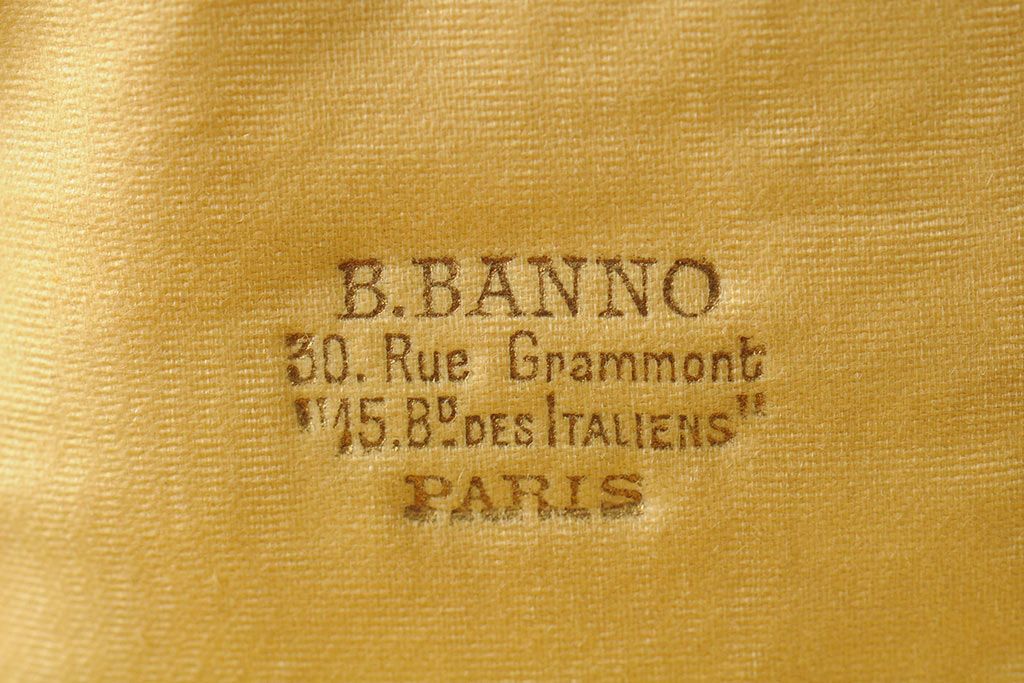 B.BANNO
30. Rue Grammont
"15.Bᴰ DES ITALIENS"
PARIS